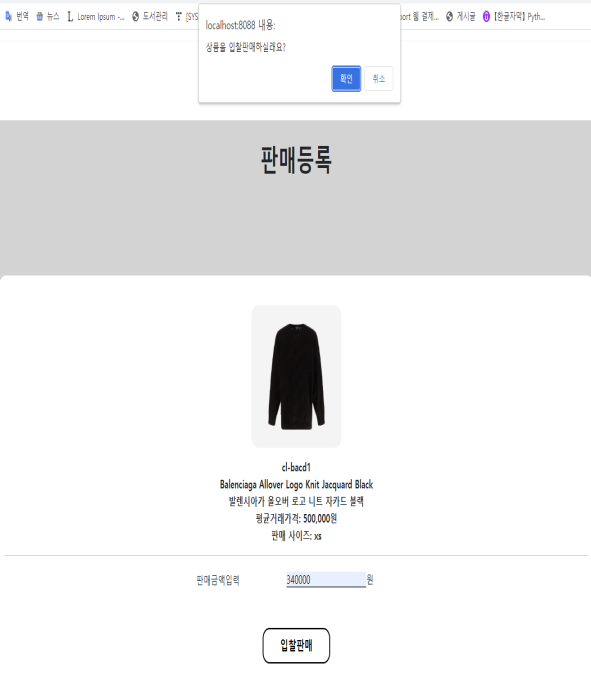 번역 뉴스 Lorem Ipsum -... 도서관리 [SYS ort 웹 결제... 게시글 【한글자막】 Pyth...
localhost:8088 내용:
상품을 입찰판매하실래요?
확인 취소
판매등록
cl-bacd1
Balenciaga Allover Logo Knit Jacquard Black
발렌시아가 올오버 로고 니트 자카드 블랙
평균거래가격: 500,000원
판매 사이즈: xs
판매금액입력 340000 원
입찰판매